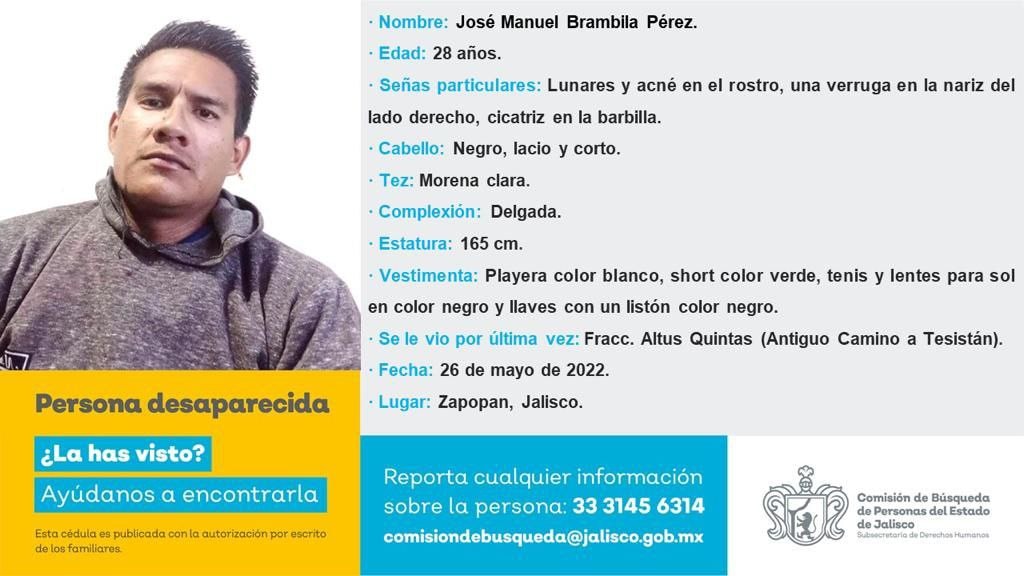 · Nombre: José Manuel Brambila Pérez.
· Edad: 28 años.
· Señas particulares: Lunares y acné en el rostro, una verruga en la nariz del
lado derecho, cicatriz en la barbilla.
· Cabello: Negro, lacio y corto.
· Tez: Morena clara.
· Complexión: Delgada.
· Estatura: 165 cm.
· Vestimenta: Playera color blanco, short color verde, tenis y lentes para sol
en color negro y llaves con un listón color negro.
· Se le vio por última vez: Fracc. Altus Quintas (Antiguo Camino a Tesistán).
· Fecha: 26 de mayo de 2022.
· Lugar: Zapopan, Jalisco.
Persona desaparecida
¿La has visto?
Ayúdanos a encontrarla
Esta cédula es publicada con la autorización por escrito
de los familiares.
Reporta cualquier información
sobre la persona: 33 3145 6314
comisiondebusqueda@jalisco.gob.mx
Comisión de Búsqueda
de Personas del Estado
de Jalisco
Subsecretaría de Derechos Humanos